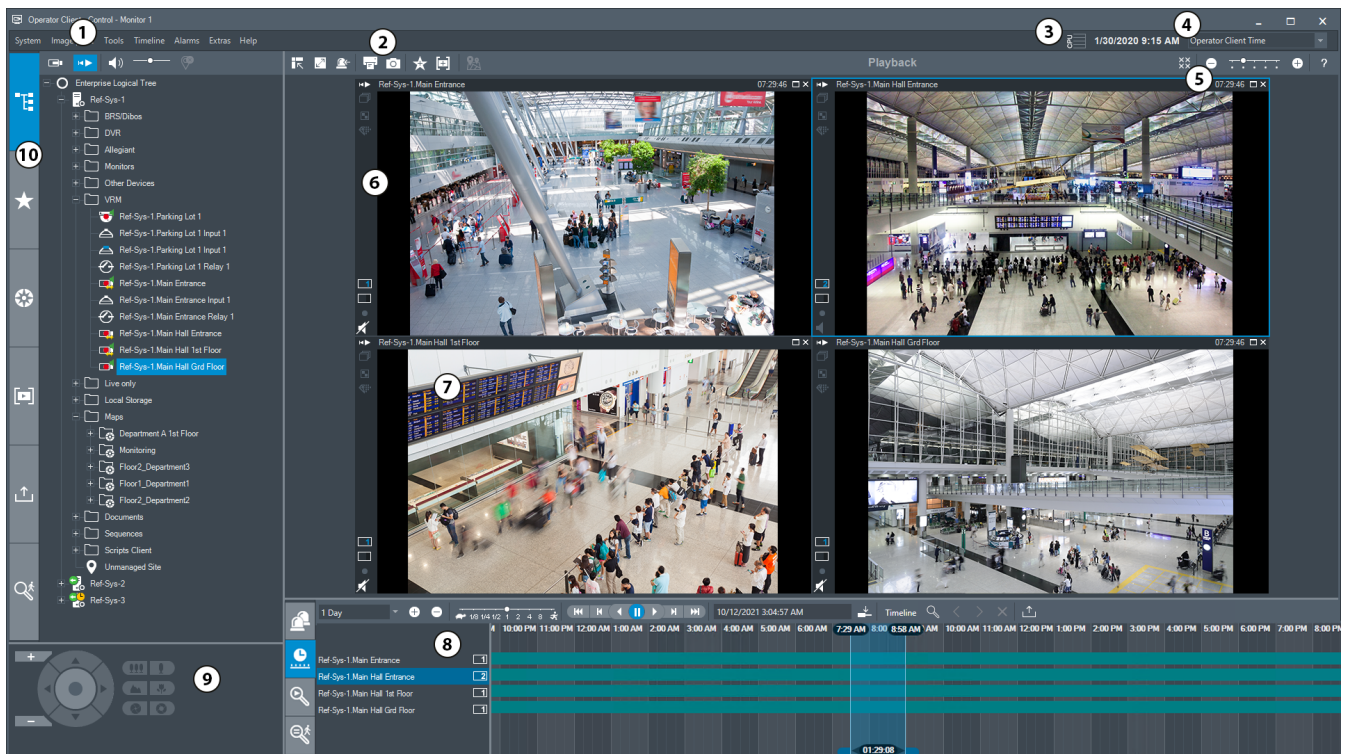 Operator Client - Control - Monitor 1
1
2
3
4
System Image Tools Timeline Alarms Extras Help
1/30/2020 9:15 AM Operator Client Time
Playback
?
5
Enterprise Logical Tree
Ref-Sys-1
BRS/Dibos
DVR
Allegiant
Monitors
Other Devices
VRM
Ref-Sys-1.Parking Lot 1
Ref-Sys-1.Parking Lot 1 Input 1
Ref-Sys-1.Parking Lot 1 Input 1
Ref-Sys-1.Parking Lot 1 Relay 1
Ref-Sys-1.Main Entrance
Ref-Sys-1.Main Entrance Input 1
Ref-Sys-1.Main Entrance Relay 1
Ref-Sys-1.Main Hall Entrance
Ref-Sys-1.Main Hall 1st Floor
Ref-Sys-1.Main Hall Grd Floor
Live only
Local Storage
Maps
Department A 1st Floor
Monitoring
Floor2_Department3
Floor1_Department1
Floor2_Department2
Documents
Sequences
Scripts Client
Unmanaged Site
Ref-Sys-2
Ref-Sys-3
10
9
Ref-Sys-1.Main Entrance 07:29:46
6
1
Ref-Sys-1.Main Hall Entrance 07:29:46
2
Ref-Sys-1.Main Hall 1st Floor
7
1
Ref-Sys-1.Main Hall Grd Floor 07:29:46
B
1
1 Day
1/8 1/4 1/2 1 2 4 8
10/12/2021 3:04:57 AM
Timeline
8
10:00 PM 11:00 PM 12:00 AM 1:00 AM 2:00 AM 3:00 AM 4:00 AM 5:00 AM 6:00 AM 7:29 AM 8:00 8:58 AM AM 10:00 AM 11:00 AM 12:00 PM 1:00 PM 2:00 PM 3:00 PM 4:00 PM 5:00 PM 6:00 PM 7:00 PM 8:00 PM
Ref-Sys-1.Main Entrance 1
Ref-Sys-1.Main Hall Entrance 2
Ref-Sys-1.Main Hall 1st Floor 1
Ref-Sys-1.Main Hall Grd Floor 1
01:29:08